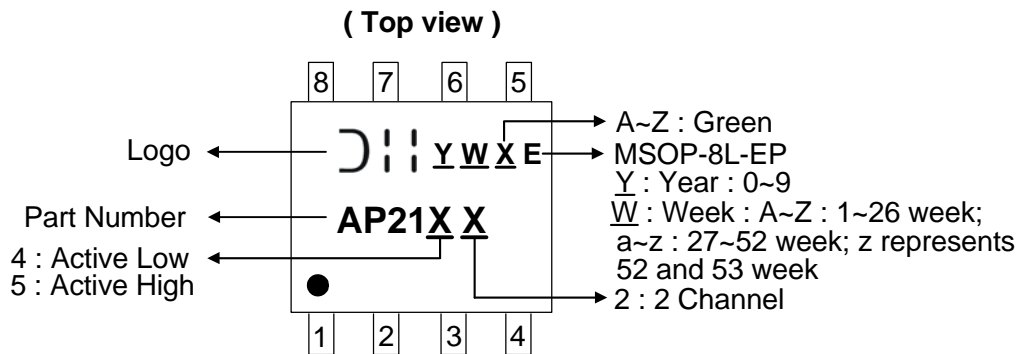 ( Top view )
8 7 6 5
Logo
Y W X E
A~Z : Green
MSOP-8L-EP
Y : Year : 0~9
W : Week : A~Z : 1~26 week;
a~z : 27~52 week; z represents
52 and 53 week
Part Number
AP21X X
4 : Active Low
5 : Active High
2 : 2 Channel
1 2 3 4